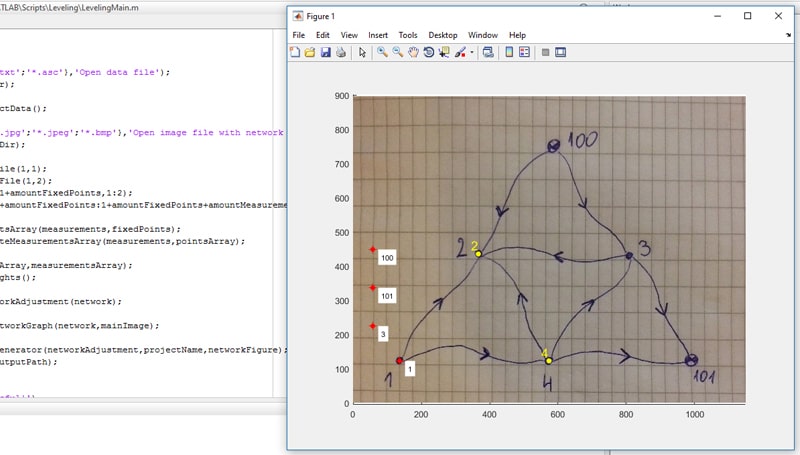 TLAB\Scripts\Leveling\LevelingMain.m
txt';'*.asc'},'Open data file');
r);
ctData();
.jpg';'*.jpeg';'*.bmp'),'Open image file with network
Dir);
ile(1,1);
File(1,2);
1+amountFixedPoints,1:2);
+amountFixedPoints:1+amountFixedPoints+amountMeasureme
tsArray(measurements,fixedPoints);
teMeasurementsArray(measurements,pointsArray);
Array,measurementsArray);
ghts();
orkAdjustment(network);
tworkGraph(network,mainImage);
enerator(networkAdjustment,projectName,networkFigure);
utputPath);
Figure 1
File Edit View Insert Tools Desktop Window Help
900
800
700
600
500
400
300
200
100
0
0 200 400 600 800 1000
100
2 2
3
100
101
3
1 1
4
4
101